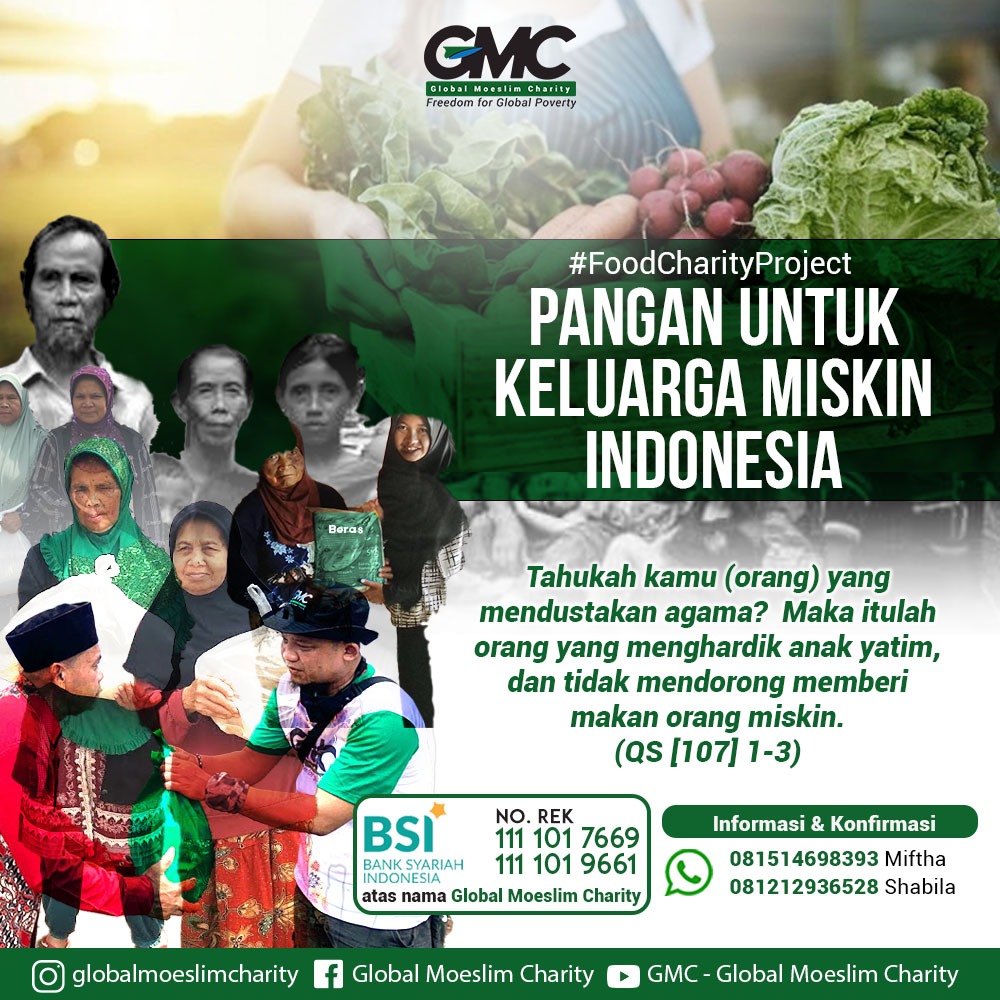 GMC
Global Moeslim Charity
Freedom for Global Poverty
#FoodCharityProject
PANGAN UNTUK
KELUARGA MISKIN
INDONESIA
Beras
GMC
Tahukah kamu (orang) yang
mendustakan agama? Maka itulah
orang yang menghardik anak yatim,
dan tidak mendorong memberi
makan orang miskin.
(QS [107] 1-3)
BSI
BANK SYARIAH
INDONESIA
NO. REK
111 101 7669
111 101 9661
atas nama Global Moeslim Charity
Informasi & Konfirmasi
081514698393 Miftha
081212936528 Shabila
globalmoeslimcharity
Global Moeslim Charity
GMC - Global Moeslim Charity